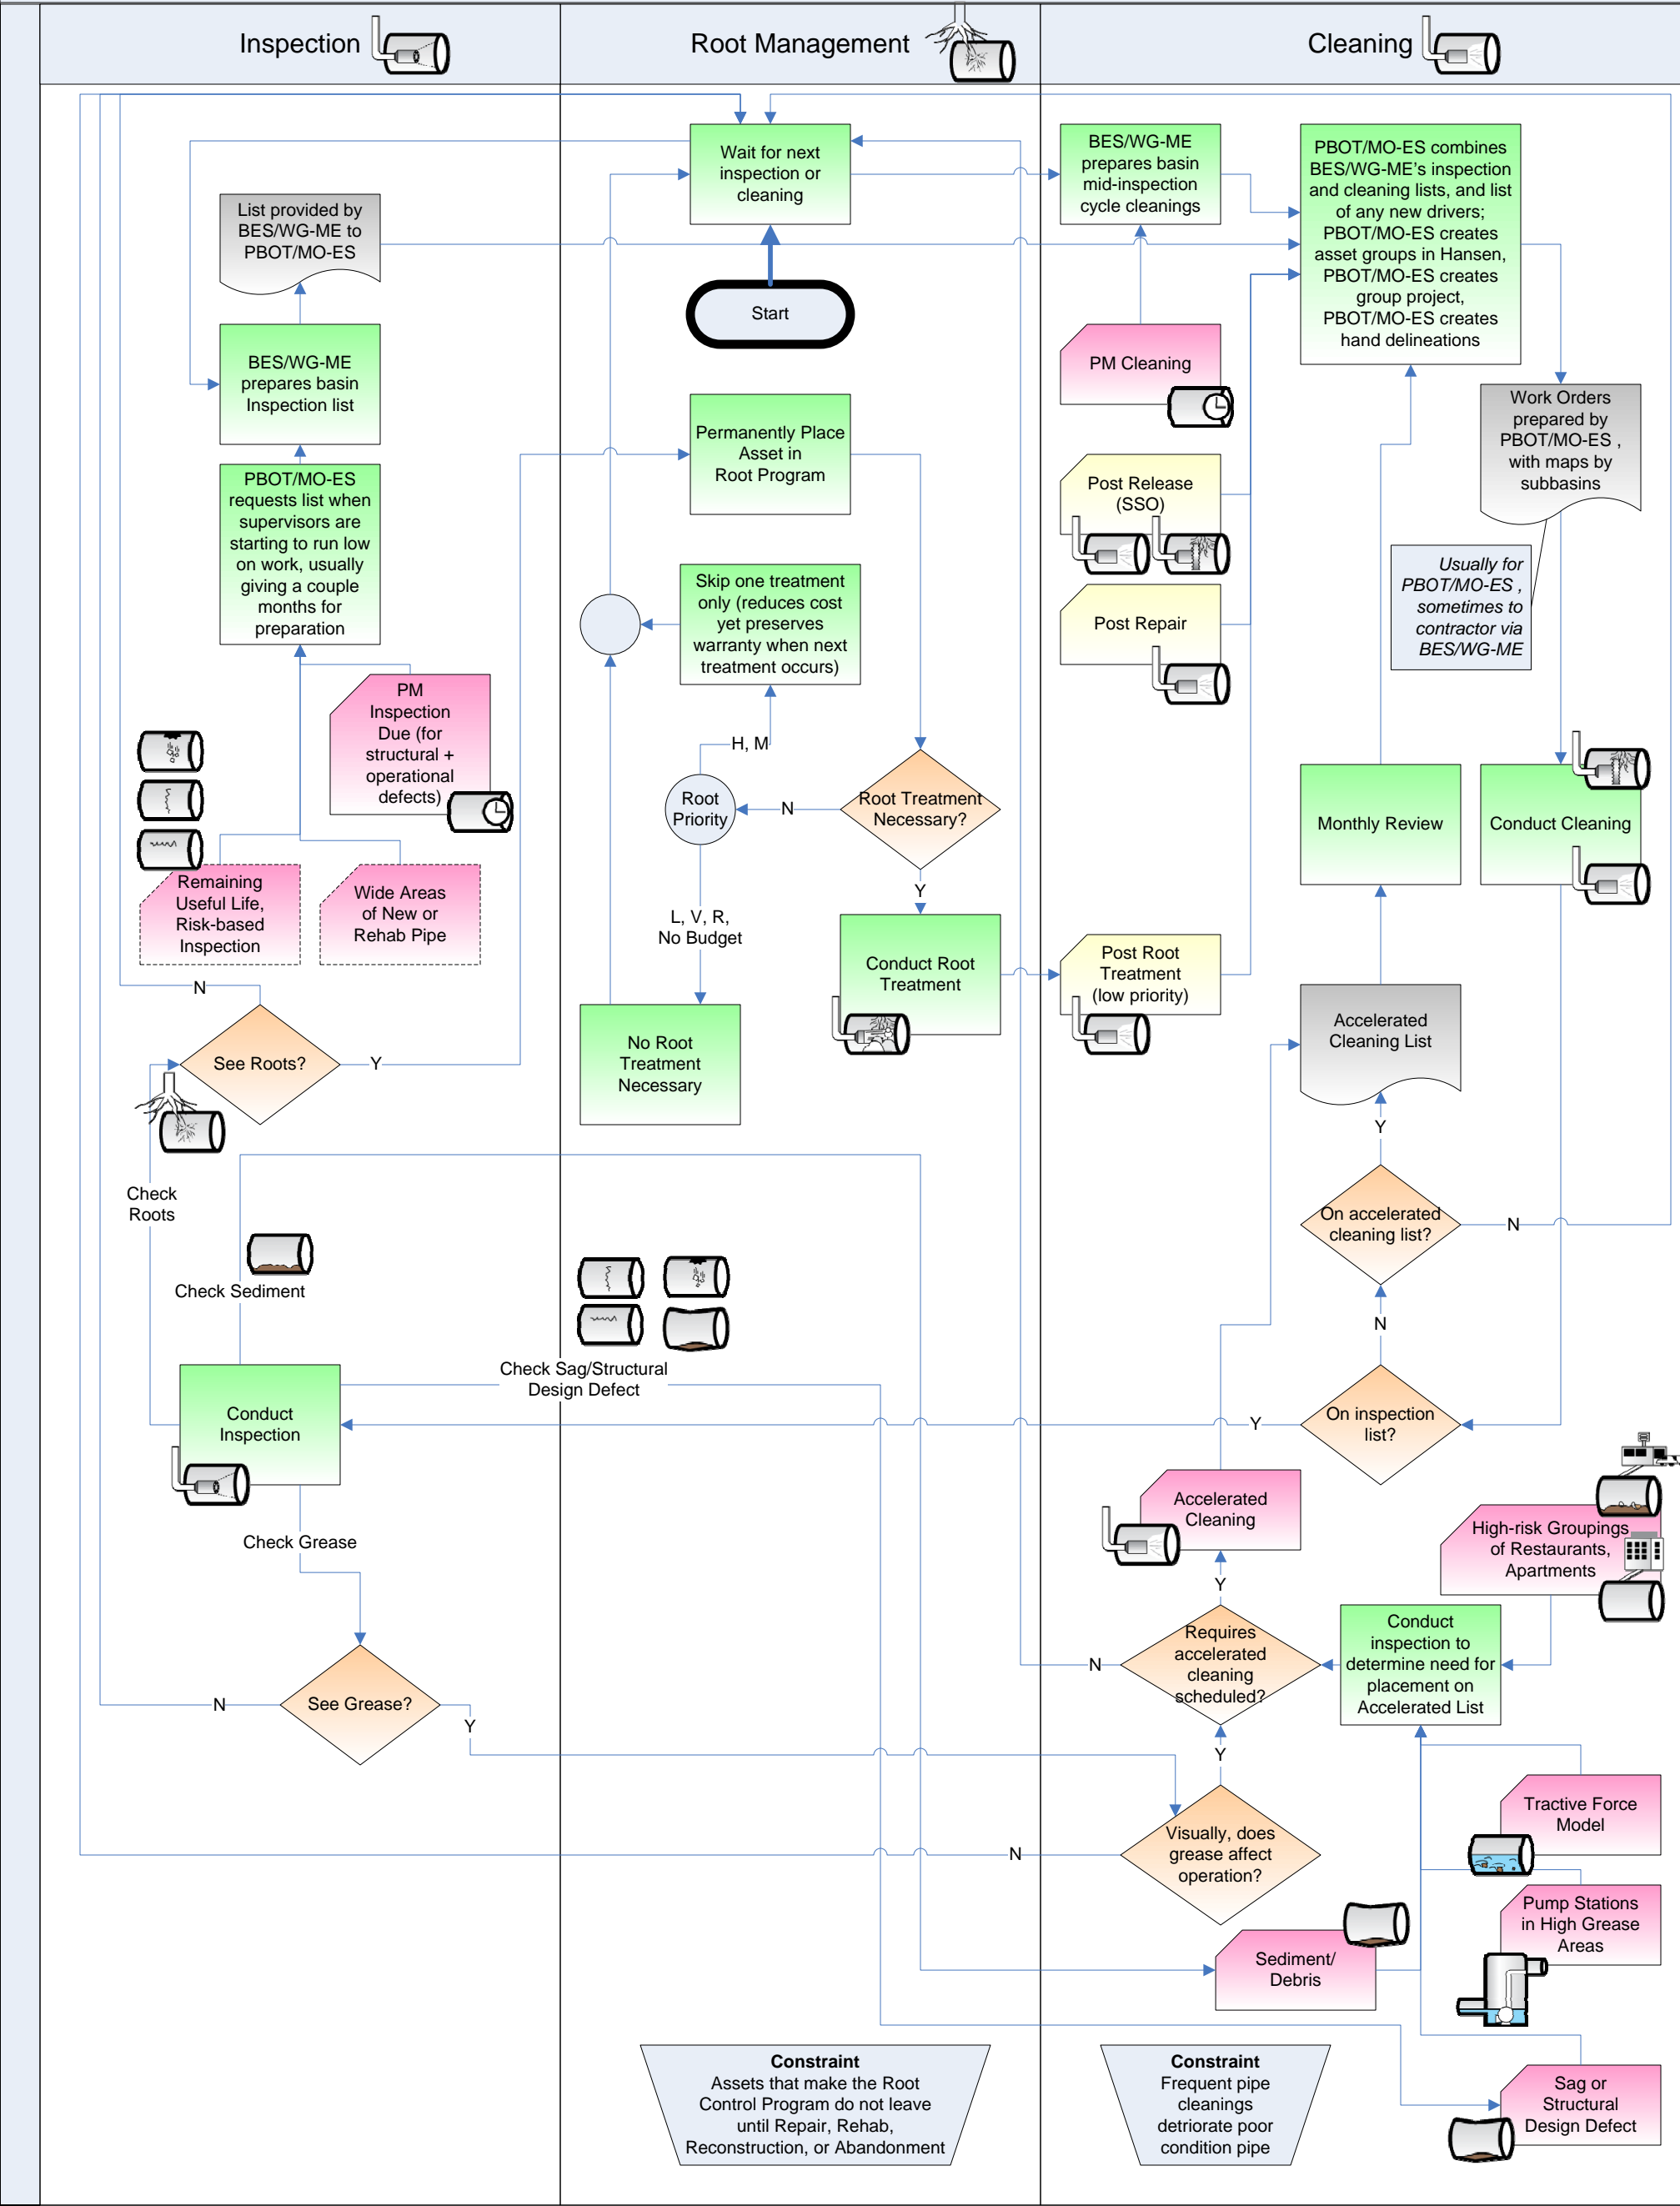 Inspection
Root Management
Cleaning
Wait for next
inspection or
cleaning
Start
List provided by
BES/WG-ME to
PBOT/MO-ES
BES/WG-ME
prepares basin
Inspection list
PBOT/MO-ES
requests list when
supervisors are
starting to run low
on work, usually
giving a couple
months for
preparation
PM
Inspection
Due (for
structural +
operational
defects)
Remaining
Useful Life,
Risk-based
Inspection
Wide Areas
of New or
Rehab Pipe
N
See Roots?
Y
Check
Roots
Check Sediment
Conduct
Inspection
Check Sag/Structural
Design Defect
Check Grease
N
See Grease?
Y
Permanently Place
Asset in
Root Program
Skip one treatment
only (reduces cost
yet preserves
warranty when next
treatment occurs)
H, M
Root
Priority
N
Root Treatment
Necessary?
Y
L, V, R,
No Budget
Conduct Root
Treatment
No Root
Treatment
Necessary
Constraint
Assets that make the Root
Control Program do not leave
until Repair, Rehab,
Reconstruction, or Abandonment
BES/WG-ME
prepares basin
mid-inspection
cycle cleanings
PBOT/MO-ES combines
BES/WG-ME's inspection
and cleaning lists, and list
of any new drivers;
PBOT/MO-ES creates
asset groups in Hansen,
PBOT/MO-ES creates
group project,
PBOT/MO-ES creates
hand delineations
PM Cleaning
Post Release
(SSO)
Post Repair
Work Orders
prepared by
PBOT/MO-ES ,
with maps by
subbasins
Usually for
PBOT/MO-ES ,
sometimes to
contractor via
BES/WG-ME
Monthly Review
Conduct Cleaning
Post Root
Treatment
(low priority)
Accelerated
Cleaning List
Y
On accelerated
cleaning list?
N
N
On inspection
list?
Y
Accelerated
Cleaning
High-risk Groupings
of Restaurants,
Apartments
Y
Requires
accelerated
cleaning
scheduled?
N
Conduct
inspection to
determine need for
placement on
Accelerated List
Y
Visually, does
grease affect
operation?
N
Tractive Force
Model
Pump Stations
in High Grease
Areas
Sediment/
Debris
Sag or
Structural
Design Defect
Constraint
Frequent pipe
cleanings
deteriorate poor
condition pipe